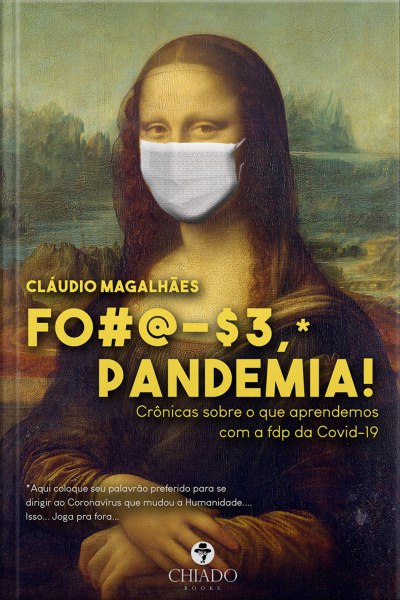 CLÁUDIO MAGALHÃES
FO#@-$3,*
PANDEMIA!
Crônicas sobre o que aprendemos
com a fdp da Covid-19
*Aqui coloque seu palavrão preferido para se
dirigir ao Coronavírus que mudou a Humanidade....
Isso... Joga pra fora...
CHIADO
BOOKS